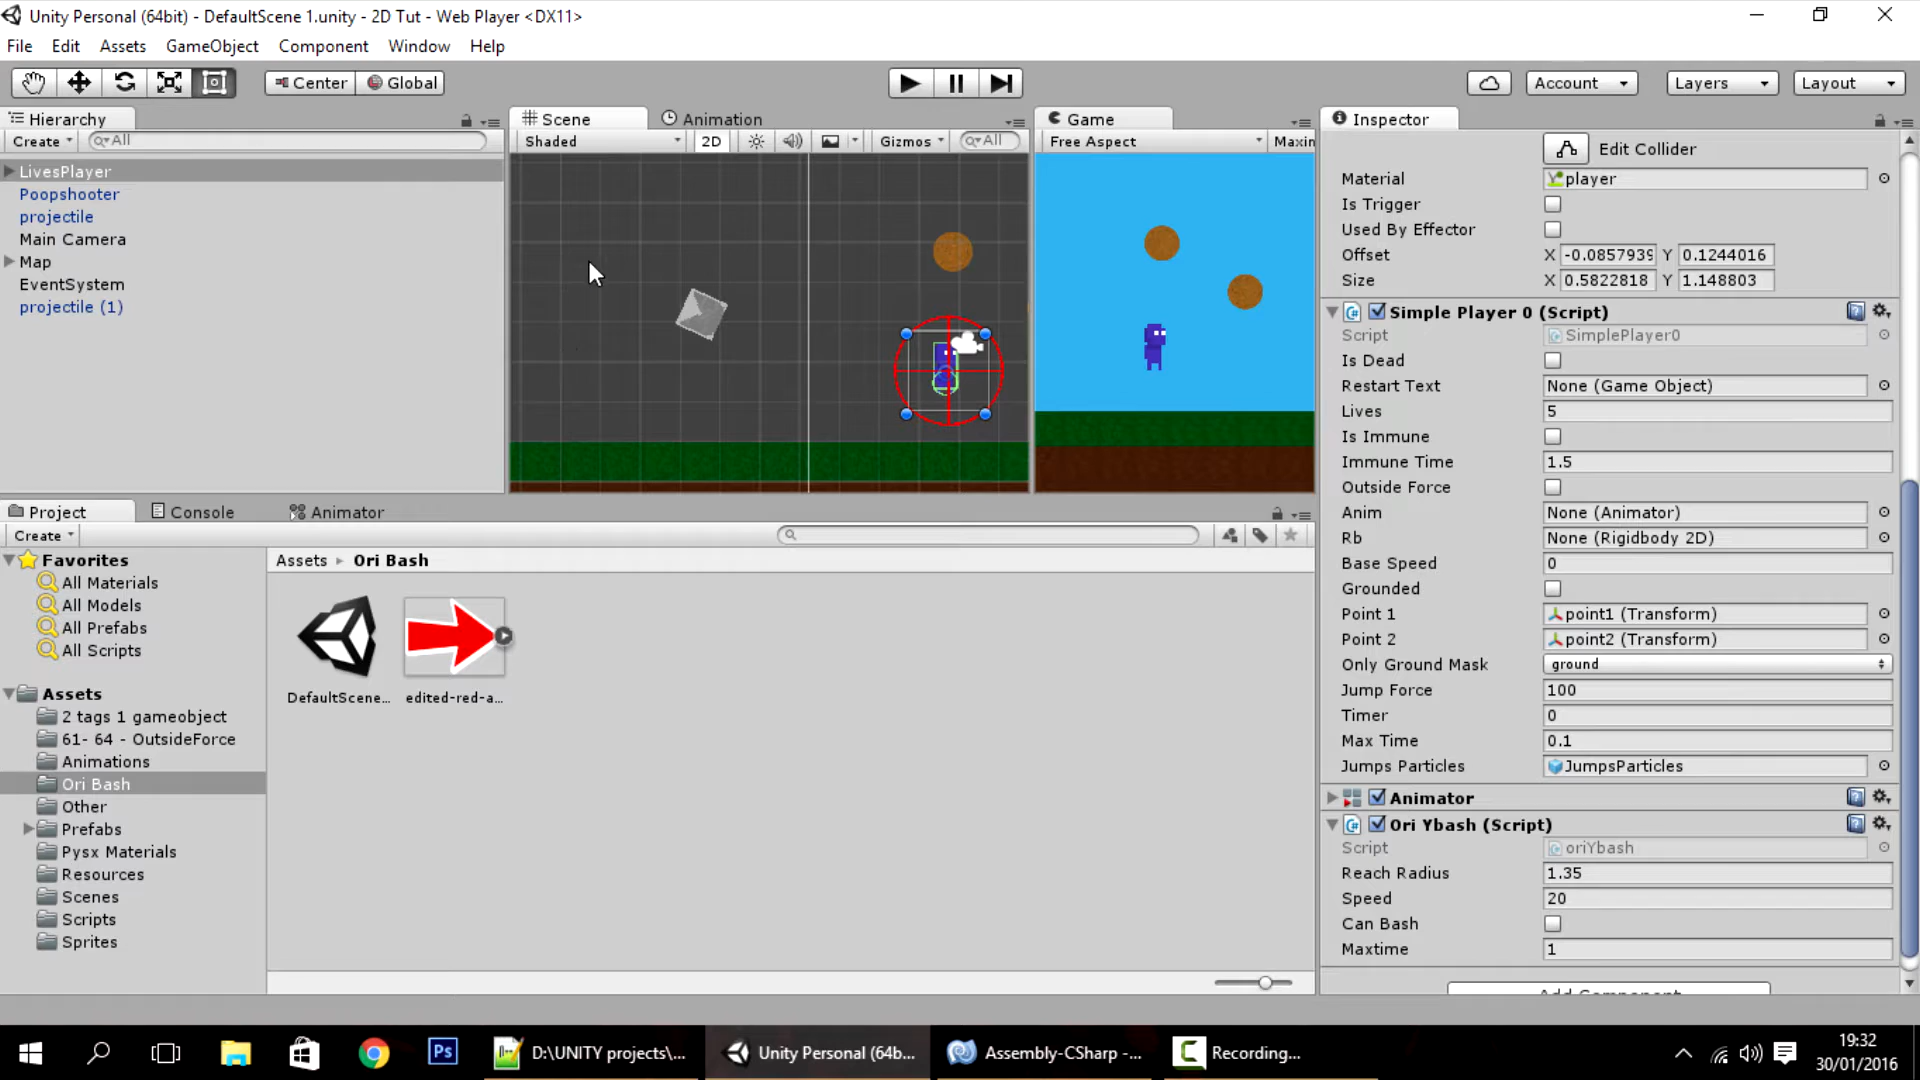 Unity Personal (64bit) - DefaultScene 1.unity - 2D Tut - Web Player <DX11>
File Edit Assets GameObject Component Window Help
Center Global Account Layers Layout
Hierarchy
Create All
LivesPlayer
Poopshooter
projectile
Main Camera
Map
EventSystem
projectile (1)
Scene Animation
Shaded 2D Gizmos All
Game
Free Aspect Maxin
Inspector
Edit Collider
Material player
Is Trigger
Used By Effector
Offset X -0.0857939 Y 0.1244016
Size X 0.5822818 Y 1.148803
Simple Player 0 (Script)
Script SimplePlayer0
Is Dead
Restart Text None (Game Object)
Lives 5
Is Immune
Immune Time 1.5
Outside Force
Anim None (Animator)
Rb None (Rigidbody 2D)
Base Speed 0
Grounded
Point 1 point1 (Transform)
Point 2 point2 (Transform)
Only Ground Mask ground
Jump Force 100
Timer 0
Max Time 0.1
Jumps Particles JumpsParticles
Animator
Ori Ybash (Script)
Script oriYbash
Reach Radius 1.35
Speed 20
Can Bash
Maxtime 1
Add Component
Project Console Animator
Create
Favorites
All Materials
All Models
All Prefabs
All Scripts
Assets
2 tags 1 gameobject
61- 64 - OutsideForce
Animations
Ori Bash
Other
Prefabs
Pysx Materials
Resources
Scenes
Scripts
Sprites
Assets Ori Bash
DefaultScene...
edited-red-a...
Ps D:\UNITY projects\... Unity Personal (64b... Assembly-CSharp -... Recording...
19:32
30/01/2016